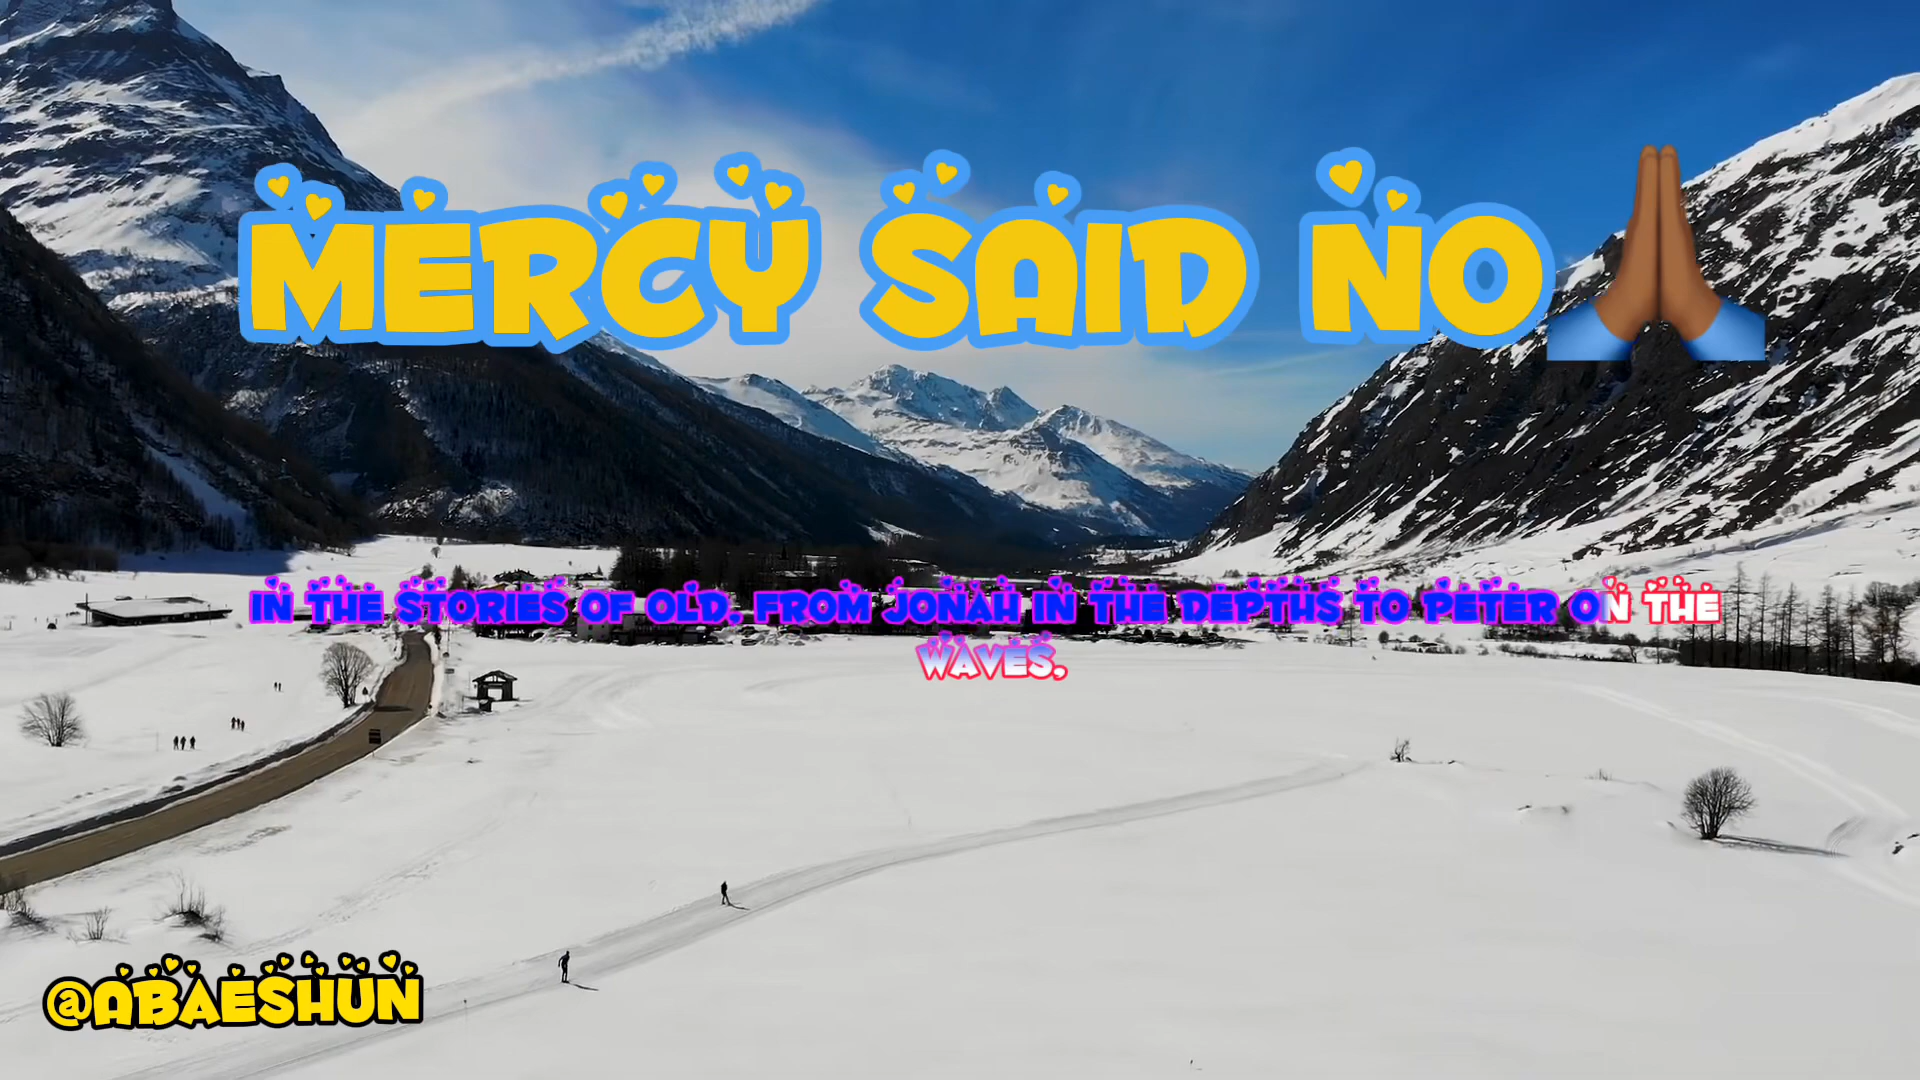 MERCY SAID NO🙏🏾
IN THE STORIES OF OLD, FROM JONAH IN THE DEPTHS TO PETER ON THE
WAVES,
@ABAESHUN